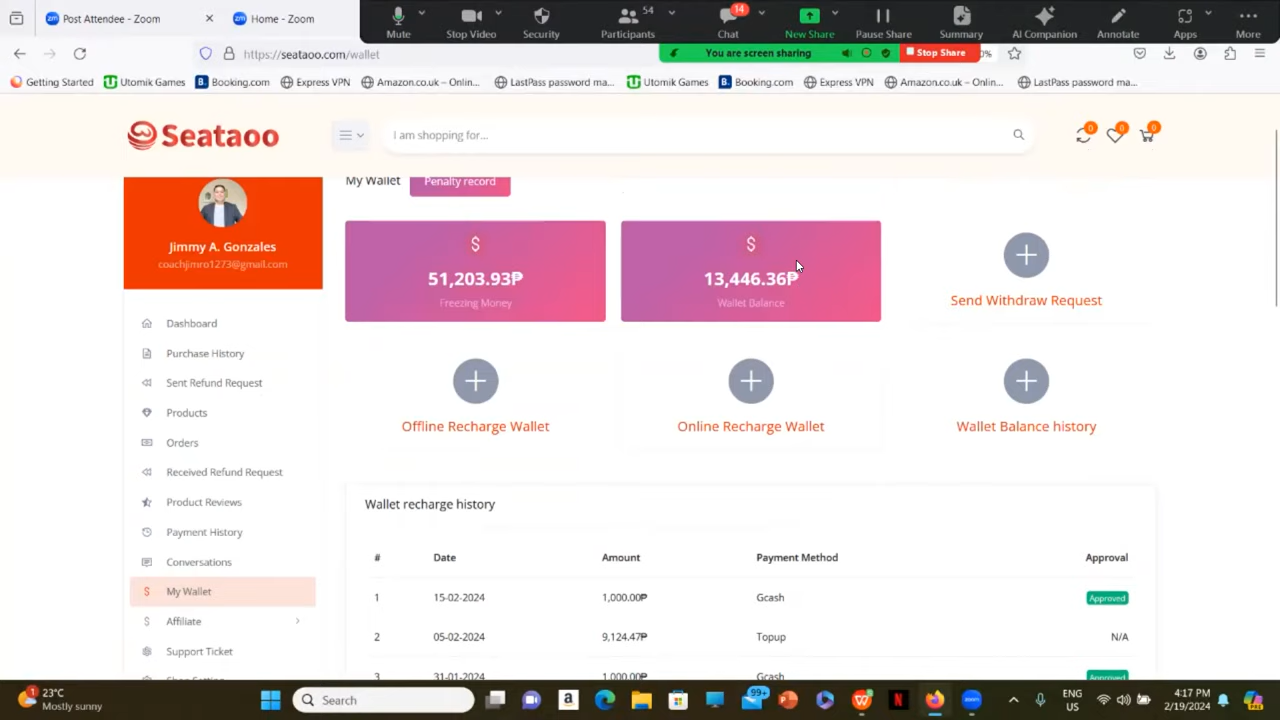 Post Attendee - Zoom
Home - Zoom
Mute
Stop Video
Security
54
Participants
14
Chat
New Share
Pause Share
Summary
AI Companion
Annotate
Apps
More
https://seataoo.com/wallet
You are screen sharing
Stop Share
0%
Getting Started
Utomik Games
Booking.com
Express VPN
Amazon.co.uk – Onlin...
LastPass password ma...
Utomik Games
Booking.com
Express VPN
Amazon.co.uk – Onlin...
LastPass password ma...
Seataoo
I am shopping for...
0
0
0
My Wallet
Penalty record
Jimmy A. Gonzales
coachjimro1273@gmail.com
$
51,203.93₱
Freezing Money
$
13,446.36₱
Wallet Balance
Send Withdraw Request
Offline Recharge Wallet
Online Recharge Wallet
Wallet Balance history
Dashboard
Purchase History
Sent Refund Request
Products
Orders
Received Refund Request
Product Reviews
Payment History
Conversations
$ My Wallet
$ Affiliate
Support Ticket
Wallet recharge history
# Date Amount Payment Method Approval
1 15-02-2024 1,000.00₱ Gcash Approved
2 05-02-2024 9,124.47₱ Topup N/A
3 31-01-2024 1,000.00₱ Gcash Approved
1
23°C
Mostly sunny
Search
99+
ENG
US
4:17 PM
2/19/2024